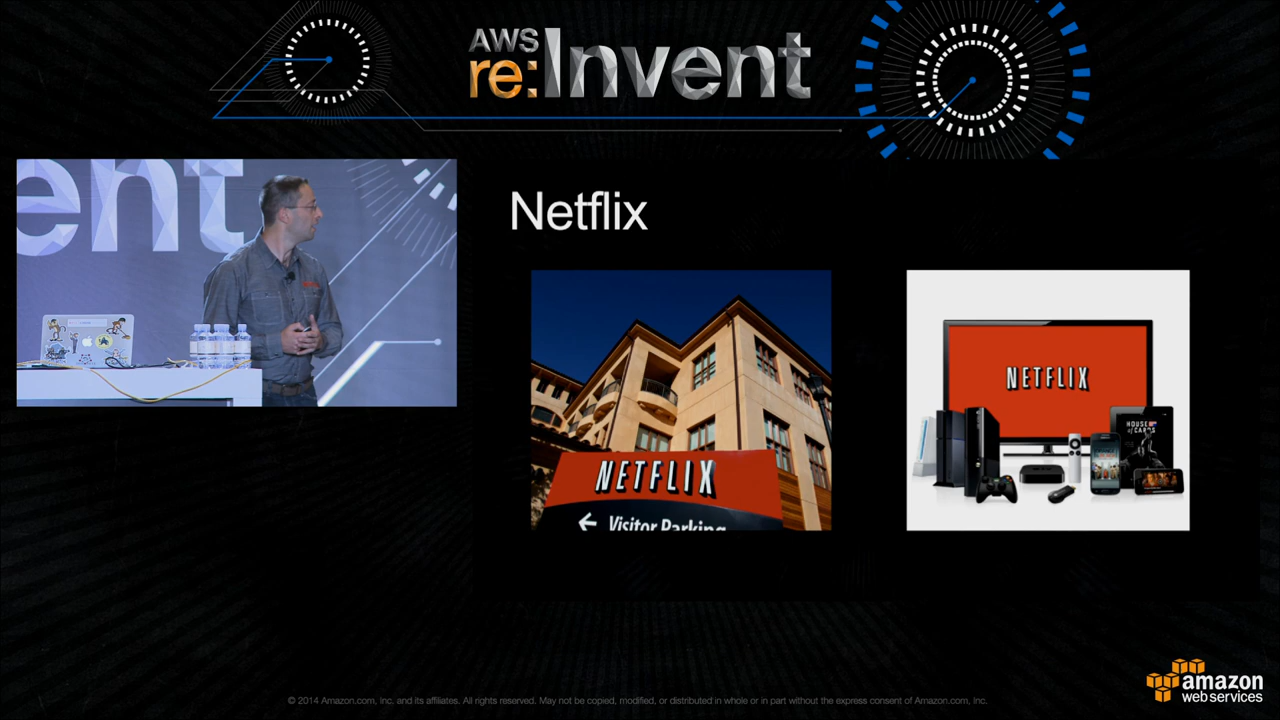 AWS
re:Invent
ent
Netflix
NETFLIX
Visitor Parking
NETFLIX
HOUSE
of CARDS
© 2014 Amazon.com, Inc. and its affiliates. All rights reserved. May not be copied, modified, or distributed in whole or in part without the express consent of Amazon.com, Inc.
amazon
web services